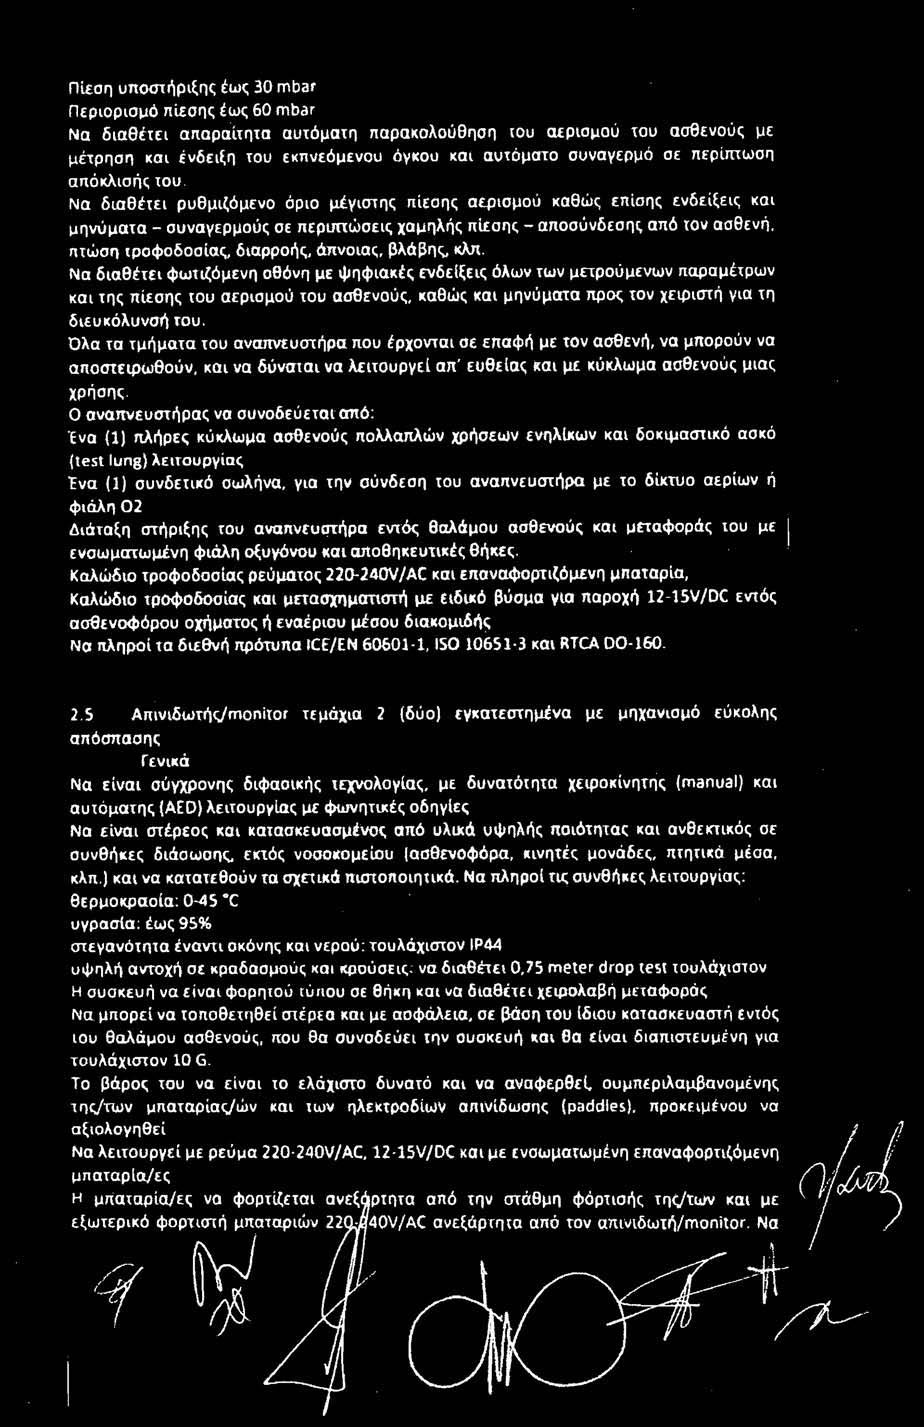 Πίεση υποστήριξης έως 30 mbar
Περιορισμό πίεσης έως 60 mbar
Να διαθέτει απαραίτητα αυτόματη παρακολούθηση του αερισμού του ασθενούς με
μέτρηση και ένδειξη του εκπνεόμενου όγκου και αυτόματο συναγερμό σε περίπτωση
απόκλισής του.
Να διαθέτει ρυθμιζόμενο όριο μέγιστης πίεσης αερισμού καθώς επίσης ενδείξεις και
μηνύματα – συναγερμούς σε περιπτώσεις χαμηλής πίεσης – αποσύνδεσης από τον ασθενή,
πτώση τροφοδοσίας, διαρροής, άπνοιας, βλάβης, κλπ.
Να διαθέτει φωτιζόμενη οθόνη με ψηφιακές ενδείξεις όλων των μετρούμενων παραμέτρων
και της πίεσης του αερισμού του ασθενούς, καθώς και μηνύματα προς τον χειριστή για τη
διευκόλυνσή του.
Όλα τα τμήματα του αναπνευστήρα που έρχονται σε επαφή με τον ασθενή, να μπορούν να
αποστειρωθούν, και να δύναται να λειτουργεί απ' ευθείας και με κύκλωμα ασθενούς μιας
χρήσης.
Ο αναπνευστήρας να συνοδεύεται από:
Ένα (1) πλήρες κύκλωμα ασθενούς πολλαπλών χρήσεων ενηλίκων και δοκιμαστικό ασκό
(test lung) λειτουργίας
Ένα (1) συνδετικό σωλήνα, για την σύνδεση του αναπνευστήρα με το δίκτυο αερίων ή
φιάλη O2
Διάταξη στήριξης του αναπνευστήρα εντός θαλάμου ασθενούς και μεταφοράς του με
ενσωματωμένη φιάλη οξυγόνου και αποθηκευτικές θήκες.
Καλώδιο τροφοδοσίας ρεύματος 220-240V/AC και επαναφορτιζόμενη μπαταρία,
Καλώδιο τροφοδοσίας και μετασχηματιστή με ειδικό βύσμα για παροχή 12-15V/DC εντός
ασθενοφόρου οχήματος ή εναέριου μέσου διακομιδής
Να πληροί τα διεθνή πρότυπα ICE/EN 60601-1, ISO 10651-3 και RTCA DO-160.
2.5 Απινιδωτής/monitor τεμάχια 2 (δύο) εγκατεστημένα με μηχανισμό εύκολης
απόσπασης
Γενικά
Να είναι σύγχρονης διφασικής τεχνολογίας, με δυνατότητα χειροκίνητης (manual) και
αυτόματης (AED) λειτουργίας με φωνητικές οδηγίες
Να είναι στέρεος και κατασκευασμένος από υλικά υψηλής ποιότητας και ανθεκτικός σε
συνθήκες διάσωσης, εκτός νοσοκομείου (ασθενοφόρα, κινητές μονάδες, πτητικά μέσα,
κλπ.) και να κατατεθούν τα σχετικά πιστοποιητικά. Να πληροί τις συνθήκες λειτουργίας:
θερμοκρασία: 0-45 °C
υγρασία: έως 95%
στεγανότητα έναντι σκόνης και νερού: τουλάχιστον IP44
υψηλή αντοχή σε κραδασμούς και κρούσεις: να διαθέτει 0,75 meter drop test τουλάχιστον
Η συσκευή να είναι φορητού τύπου σε θήκη και να διαθέτει χειρολαβή μεταφοράς
Να μπορεί να τοποθετηθεί στέρεα και με ασφάλεια, σε βάση του ίδιου κατασκευαστή εντός
του θαλάμου ασθενούς, που θα συνοδεύει την συσκευή και θα είναι διαπιστευμένη για
τουλάχιστον 10 G.
Το βάρος του να είναι το ελάχιστο δυνατό και να αναφερθεί, συμπεριλαμβανομένης
της/των μπαταρίας/ών και των ηλεκτροδίων απινίδωσης (paddles), προκειμένου να
αξιολογηθεί
Να λειτουργεί με ρεύμα 220-240V/AC, 12-15V/DC και με ενσωματωμένη επαναφορτιζόμενη
μπαταρία/ες
Η μπαταρία/ες να φορτίζεται ανεξάρτητα από την στάθμη φόρτισής της/των και με
εξωτερικό φορτιστή μπαταριών 220-240V/AC ανεξάρτητα από τον απινιδωτή/monitor. Να